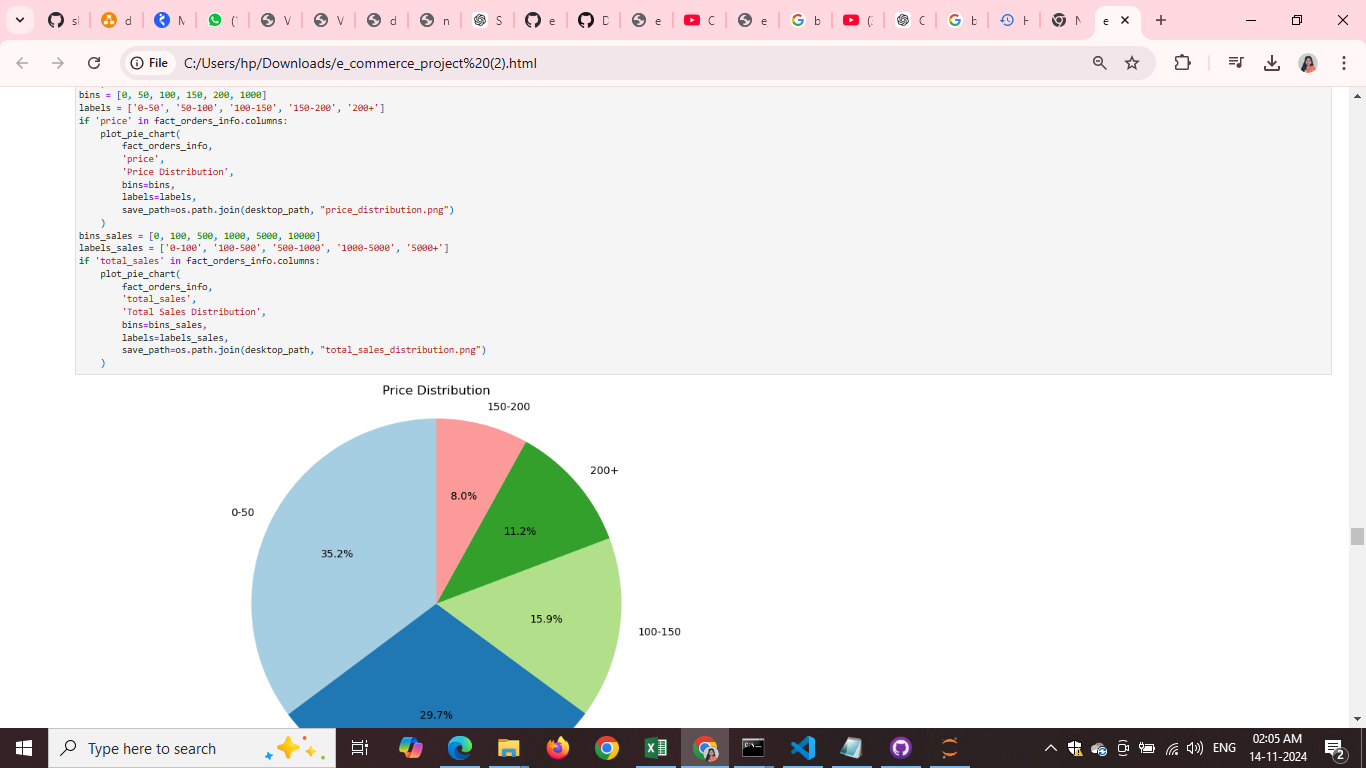 sl
d
M
(1
V
V
d
n
S
e
D
e
C
e
b
(2
C
b
H
N
e
File
C:/Users/hp/Downloads/e_commerce_project%20(2).html
bins = [0, 50, 100, 150, 200, 1000]
labels = ['0-50', '50-100', '100-150', '150-200', '200+']
if 'price' in fact_orders_info.columns:
    plot_pie_chart(
        fact_orders_info,
        'price',
        'Price Distribution',
        bins=bins,
        labels=labels,
        save_path=os.path.join(desktop_path, "price_distribution.png")
    )
bins_sales = [0, 100, 500, 1000, 5000, 10000]
labels_sales = ['0-100', '100-500', '500-1000', '1000-5000', '5000+']
if 'total_sales' in fact_orders_info.columns:
    plot_pie_chart(
        fact_orders_info,
        'total_sales',
        'Total Sales Distribution',
        bins=bins_sales,
        labels=labels_sales,
        save_path=os.path.join(desktop_path, "total_sales_distribution.png")
    )
Price Distribution
150-200
200+
8.0%
0-50
11.2%
35.2%
15.9%
100-150
29.7%
Type here to search
ENG
02:05 AM
14-11-2024
2